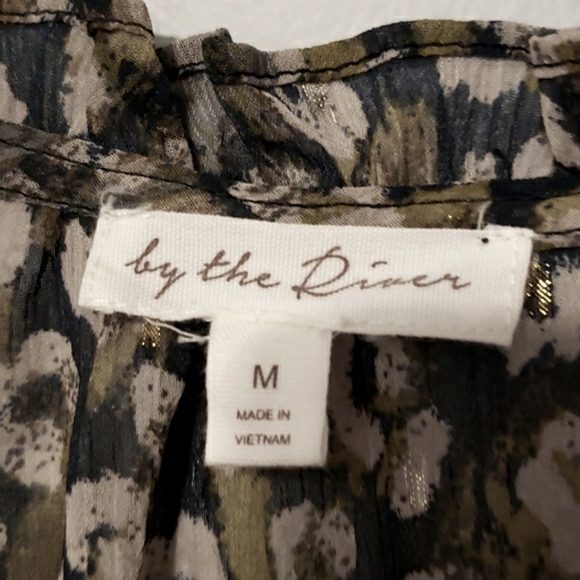 by the River
M
MADE IN
VIETNAM